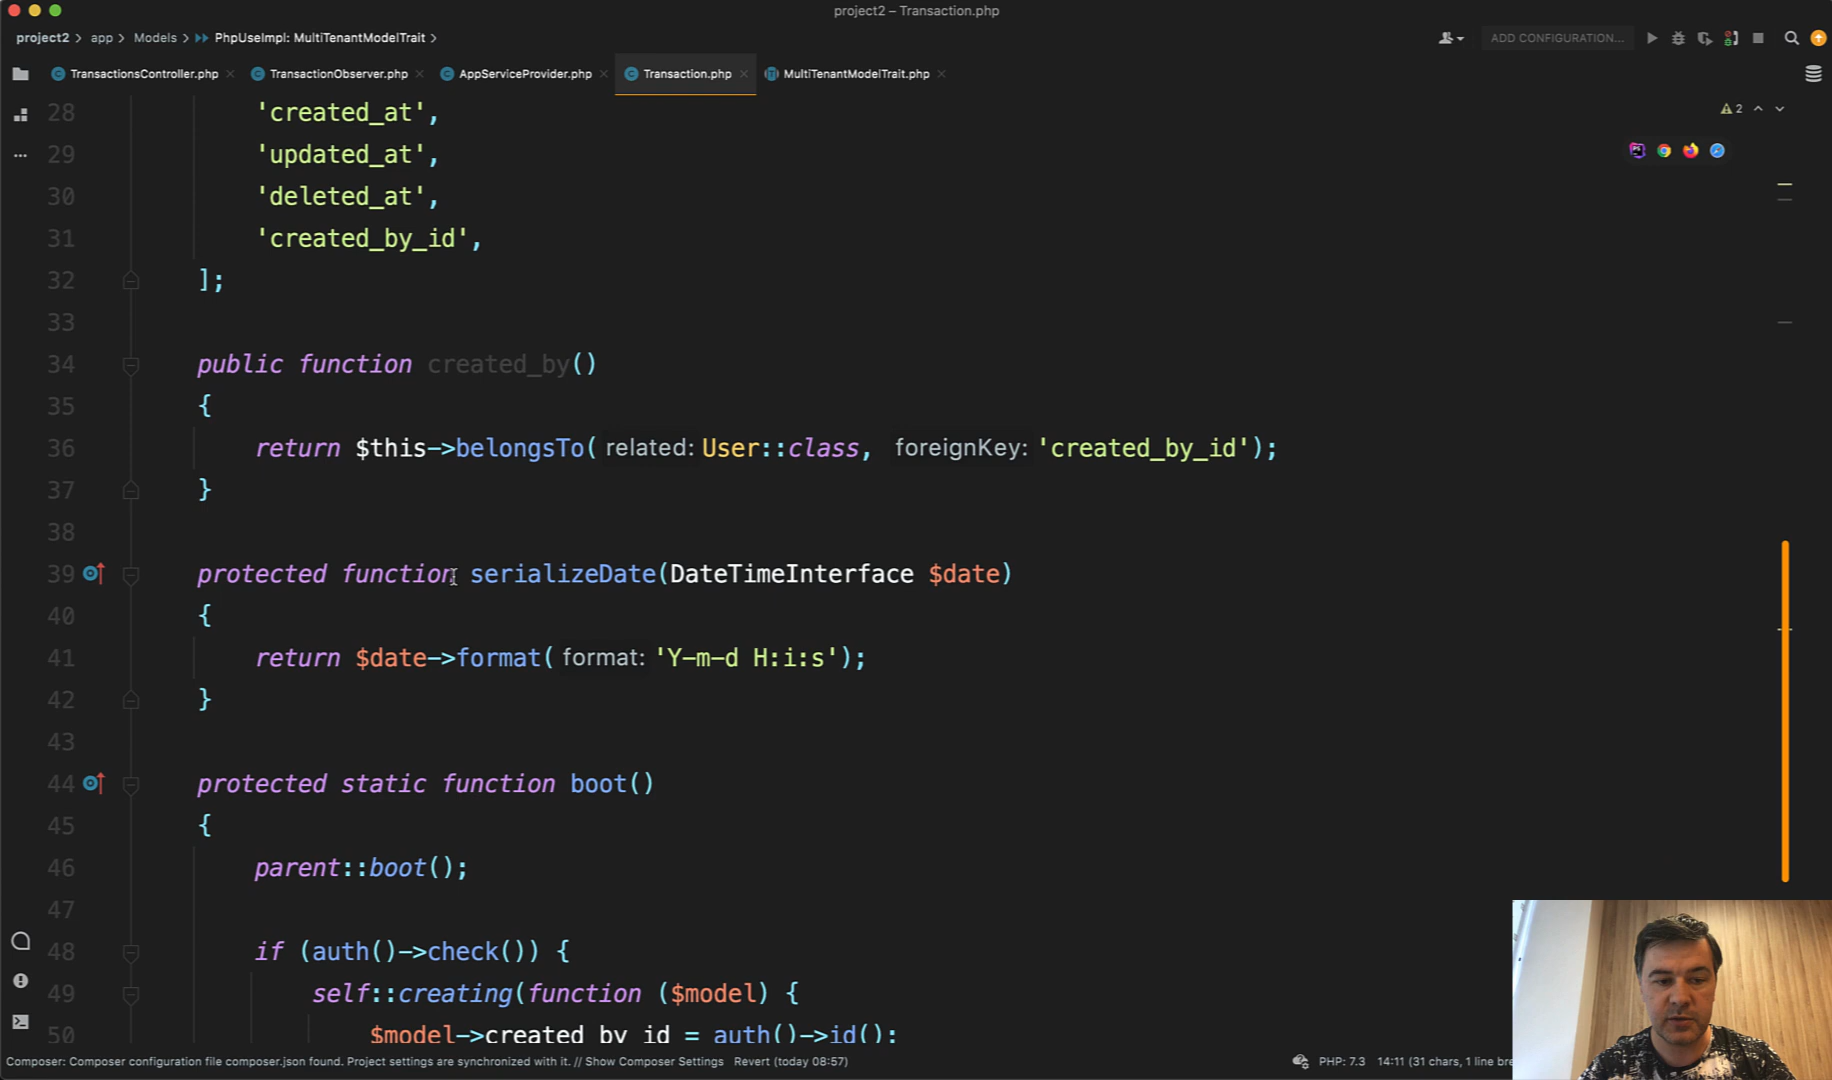 project2 – Transaction.php
project2 app Models PhpUseImpl: MultiTenantModelTrait
ADD CONFIGURATION...
TransactionsController.php TransactionObserver.php AppServiceProvider.php Transaction.php MultiTenantModelTrait.php
2
28 'created_at',
29 'updated_at',
30 'deleted_at',
31 'created_by_id',
32 ];
33
34 public function created_by()
35 {
36 return $this->belongsTo( related: User::class, foreignKey: 'created_by_id');
37 }
38
39 protected function serializeDate(DateTimeInterface $date)
40 {
41 return $date->format( format: 'Y-m-d H:i:s');
42 }
43
44 protected static function boot()
45 {
46 parent::boot();
47
48 if (auth()->check()) {
49 self::creating(function ($model) {
50 $model->created_by_id = auth()->id();
Composer: Composer configuration file composer.json found. Project settings are synchronized with it. // Show Composer Settings Revert (today 08:57)
PHP: 7.3 14:11 (31 chars, 1 line